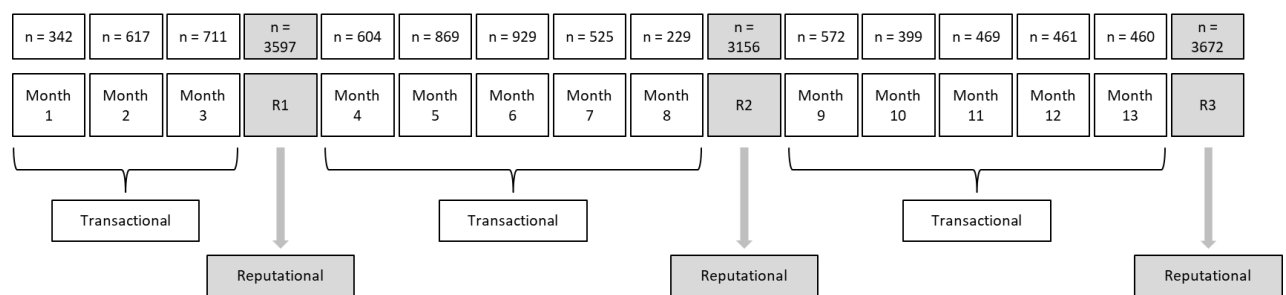 n = 342 n = 617 n = 711 n = 3597 n = 604 n = 869 n = 929 n = 525 n = 229 n = 3156 n = 572 n = 399 n = 469 n = 461 n = 460 n = 3672
Month 1 Month 2 Month 3 R1 Month 4 Month 5 Month 6 Month 7 Month 8 R2 Month 9 Month 10 Month 11 Month 12 Month 13 R3
Transactional Transactional Transactional
Reputational Reputational Reputational